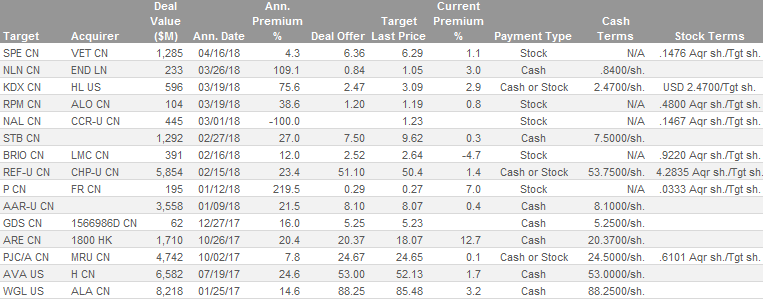 Deal Ann. Target Current
Value Premium Premium Cash
Target Acquirer ($M) Ann. Date % Deal Offer Last Price % Payment Type Terms Stock Terms
SPE CN VET CN 1,285 04/16/18 4.3 6.36 6.29 1.1 Stock N/A .1476 Aqr sh./Tgt sh.
NLN CN END LN 233 03/26/18 109.1 0.84 1.05 3.0 Cash .8400/sh.
KDX CN HL US 596 03/19/18 75.6 2.47 3.09 2.9 Cash or Stock 2.4700/sh. USD 2.4700/Tgt sh.
RPM CN ALO CN 104 03/19/18 38.6 1.20 1.19 0.8 Stock N/A .4800 Aqr sh./Tgt sh.
NAL CN CCR-U CN 445 03/01/18 -100.0 1.23 Stock N/A .1467 Aqr sh./Tgt sh.
STB CN 1,292 02/27/18 27.0 7.50 9.62 0.3 Cash 7.5000/sh.
BRIO CN LMC CN 391 02/16/18 12.0 2.52 2.64 -4.7 Stock N/A .9220 Aqr sh./Tgt sh.
REF-U CN CHP-U CN 5,854 02/15/18 23.4 51.10 50.4 1.4 Cash or Stock 53.7500/sh. 4.2835 Aqr sh./Tgt sh.
P CN FR CN 195 01/12/18 219.5 0.29 0.27 7.0 Stock N/A .0333 Aqr sh./Tgt sh.
AAR-U CN 3,558 01/09/18 21.5 8.10 8.07 0.4 Cash 8.1000/sh.
GDS CN 1566986D CN 62 12/27/17 16.0 5.25 5.23 Cash 5.2500/sh.
ARE CN 1800 HK 1,710 10/26/17 20.4 20.37 18.07 12.7 Cash 20.3700/sh.
PJC/A CN MRU CN 4,742 10/02/17 7.8 24.67 24.65 0.1 Cash or Stock 24.5000/sh. .6101 Aqr sh./Tgt sh.
AVA US H CN 6,582 07/19/17 24.6 53.00 52.13 1.7 Cash 53.0000/sh.
WGL US ALA CN 8,218 01/25/17 14.6 88.25 85.48 3.2 Cash 88.2500/sh.